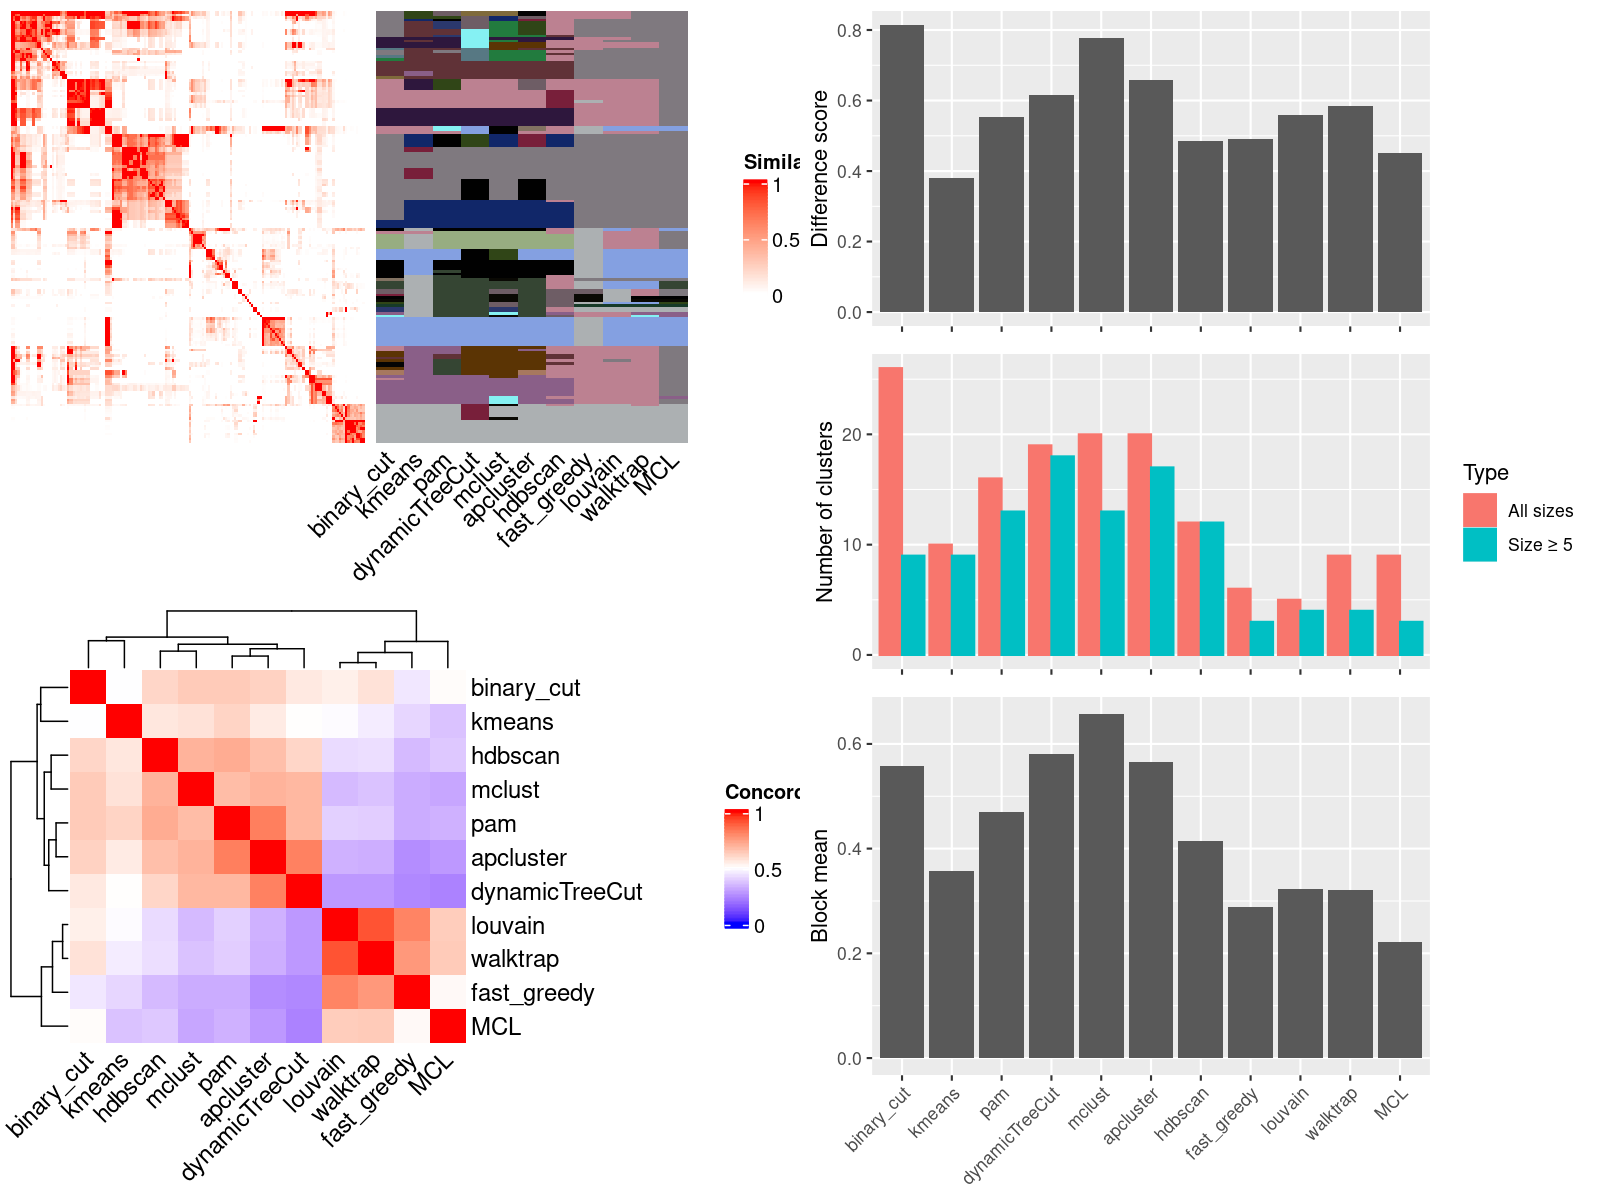 Simila
1
0.5
0
binary_cut
kmeans
pam
dynamicTreeCut
mclust
apcluster
hdbscan
fast_greedy
louvain
walktrap
MCL
binary_cut
kmeans
hdbscan
mclust
pam
apcluster
dynamicTreeCut
louvain
walktrap
fast_greedy
MCL
binary_cut
kmeans
hdbscan
mclust
pam
apcluster
dynamicTreeCut
louvain
walktrap
fast_greedy
MCL
Concord
1
0.5
0
Difference score
0.8
0.6
0.4
0.2
0.0
Number of clusters
20
10
0
Type
All sizes
Size ≥ 5
Block mean
0.6
0.4
0.2
0.0
binary_cut
kmeans
pam
dynamicTreeCut
mclust
apcluster
hdbscan
fast_greedy
louvain
walktrap
MCL